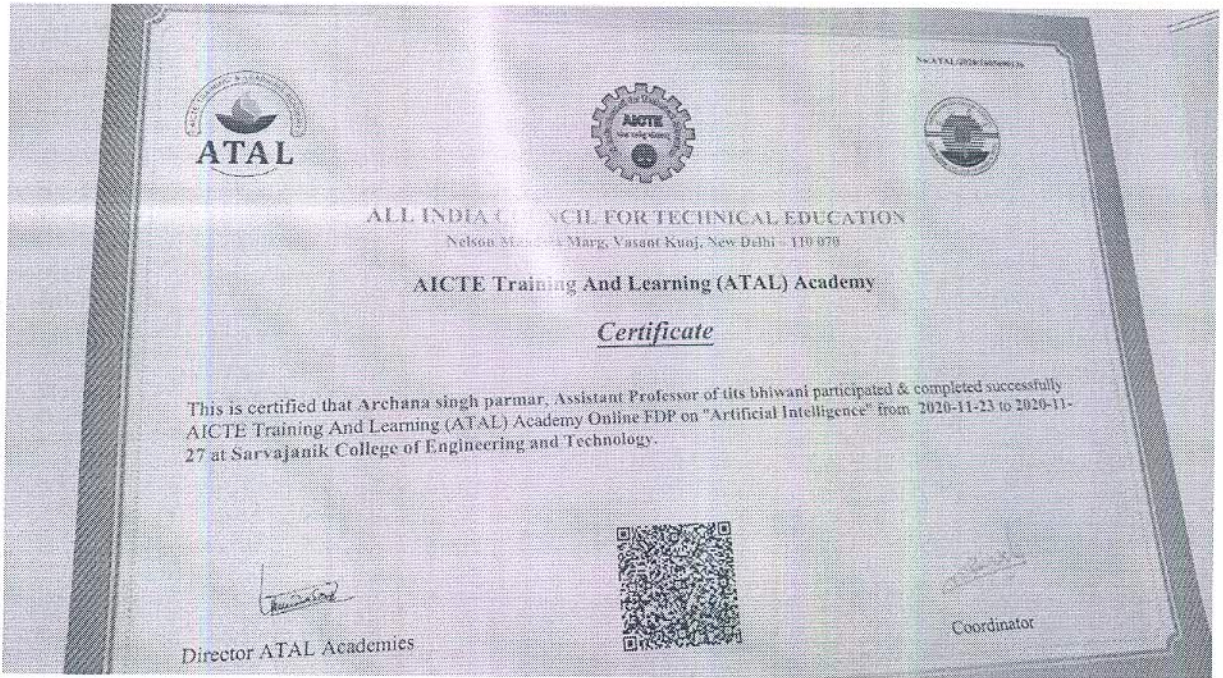 ATAL
AICTE
ALL INDIA COUNCIL FOR TECHNICAL EDUCATION
Nelson Mandela Marg, Vasant Kunj, New Delhi - 110 070
AICTE Training And Learning (ATAL) Academy
Certificate
This is certified that Archana singh parmar, Assistant Professor of tits bhiwani participated & completed successfully
AICTE Training And Learning (ATAL) Academy Online FDP on "Artificial Intelligence" from 2020-11-23 to 2020-11-
27 at Sarvajanik College of Engineering and Technology.
Director ATAL Academies
Coordinator